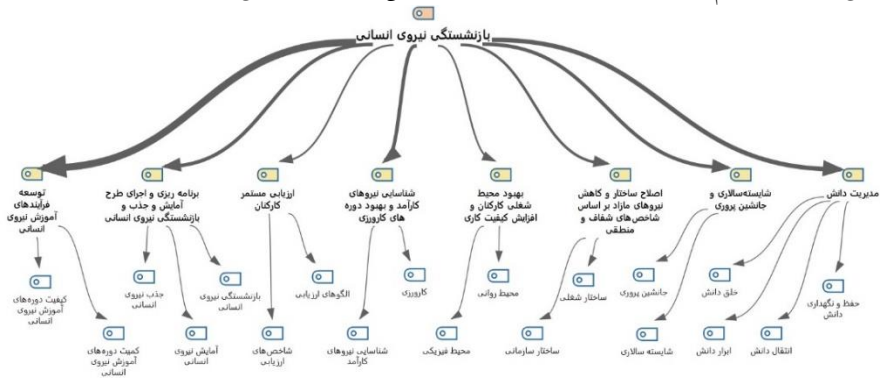 بازنشستگی نیروی انسانی
مدیریت دانش
شایسته‌سالاری و
جانشین پروری
اصلاح ساختار و کاهش
نیروهای مازاد بر اساس
شاخص‌های شفاف و
منطقی
بهبود محیط
شغلی کارکنان و
افزایش کیفیت کاری
شناسایی نیروهای
کارآمد و بهبود دوره
های کارورزی
ارزیابی مستمر
کارکنان
برنامه ریزی و اجرای طرح
آمایش و جذب و
بازنشستگی نیروی انسانی
توسعه
فرآیندهای
آموزش نیروی
انسانی
حفظ و نگهداری
دانش
خلق دانش
جانشین پروری
ساختار شغلی
محیط روانی
کارورزی
الگوهای ارزیابی
بازنشستگی نیروی
انسانی
جذب نیروی
انسانی
کیفیت دوره‌های
آموزش نیروی
انسانی
انتقال دانش
ابزار دانش
شایسته سالاری
ساختار سازمانی
محیط فیزیکی
شناسایی نیروهای
کارآمد
شاخص‌های
ارزیابی
آمایش نیروی
انسانی
کمیت دوره‌های
آموزش نیروی
انسانی